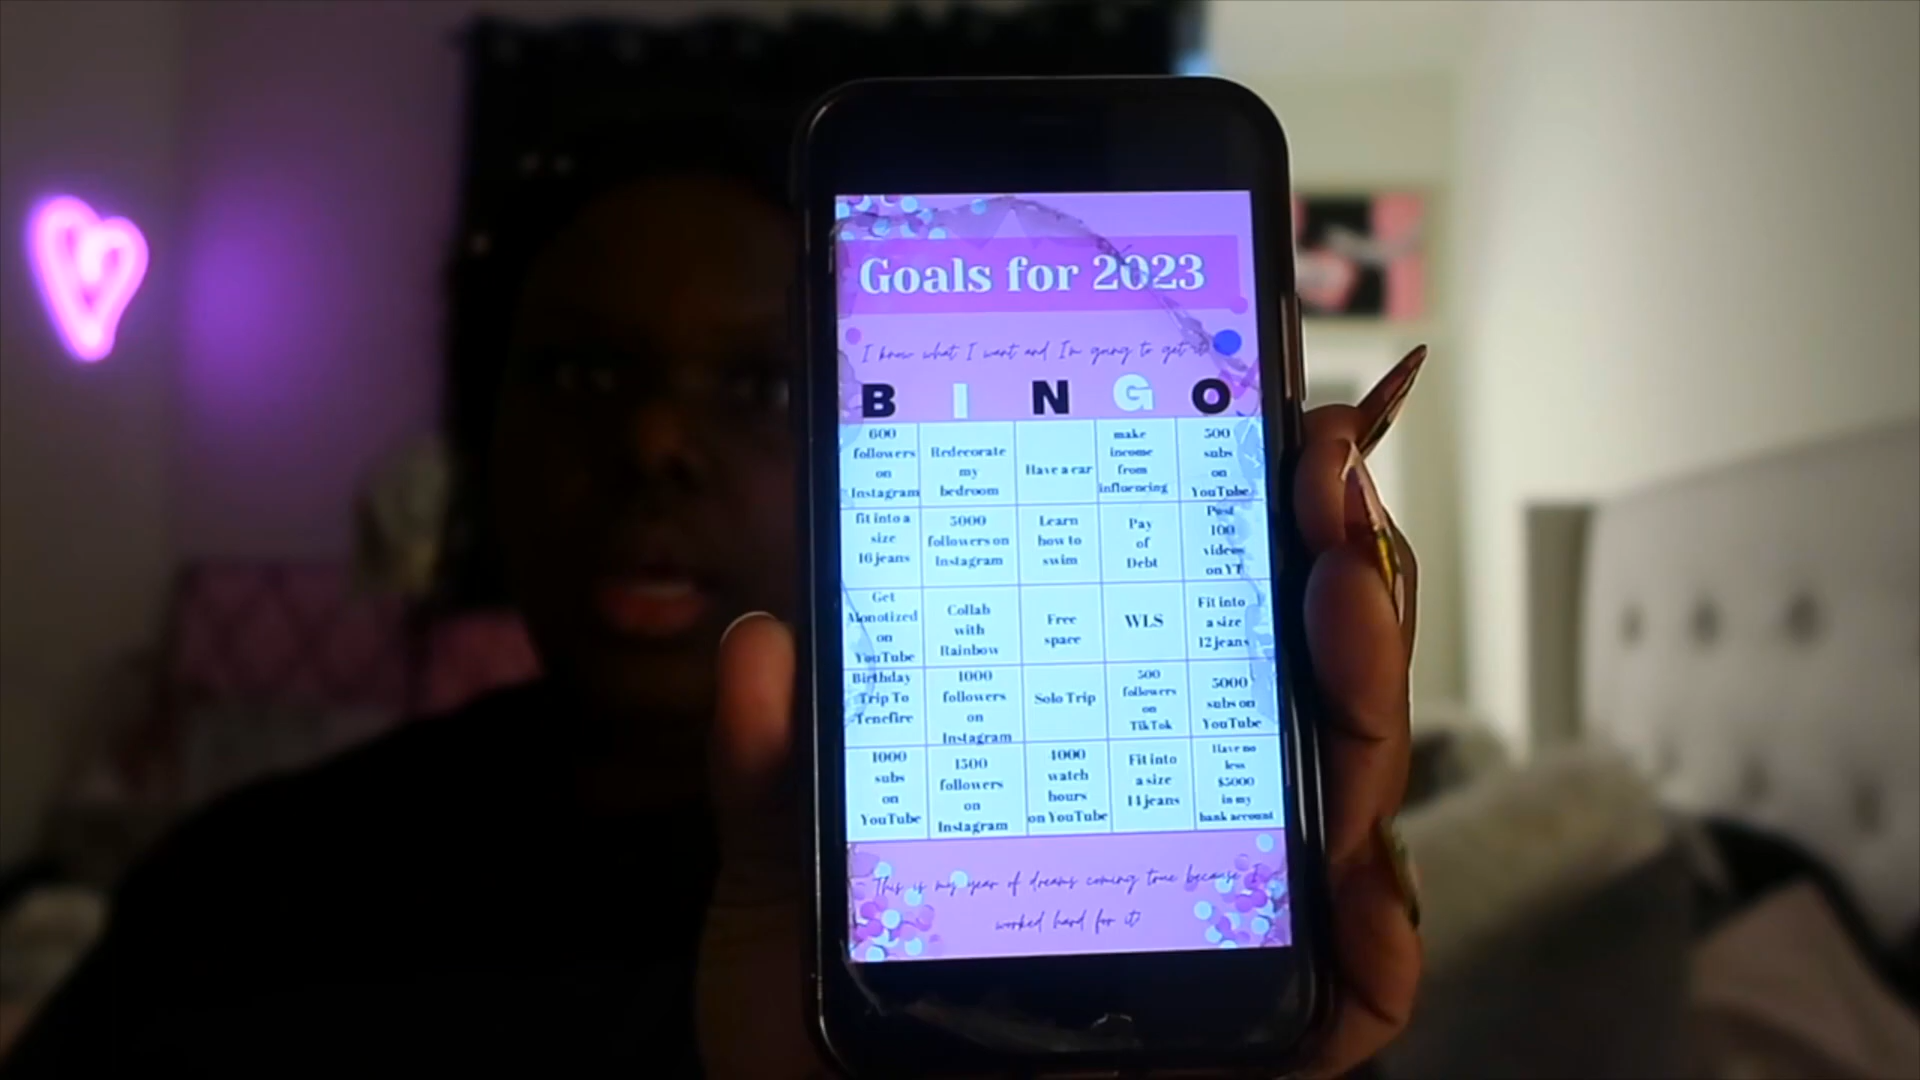 Goals for 2023
I know what I want and I'm going to get it
B I N G O
600
followers
on
Instagram
Redecorate
my
bedroom
Have a car
make
income
from
influencing
500
subs
on
YouTube
fit into a
size
16 jeans
5000
followers on
Instagram
Learn
how to
swim
Pay
of
Debt
Post
100
videos
on YT
Get
Monotized
on
YouTube
Collab
with
Rainbow
Free
space
WLS
Fit into
a size
12 jeans
Birthday
Trip To
Tenefire
1000
followers
on
Instagram
Solo Trip
500
followers
on
TikTok
5000
subs on
YouTube
1000
subs
on
YouTube
1500
followers
on
Instagram
4000
watch
hours
on YouTube
Fit into
a size
14 jeans
Have no
less
$5000
in my
bank account
This is my year of dreams coming true because I
worked hard for it!